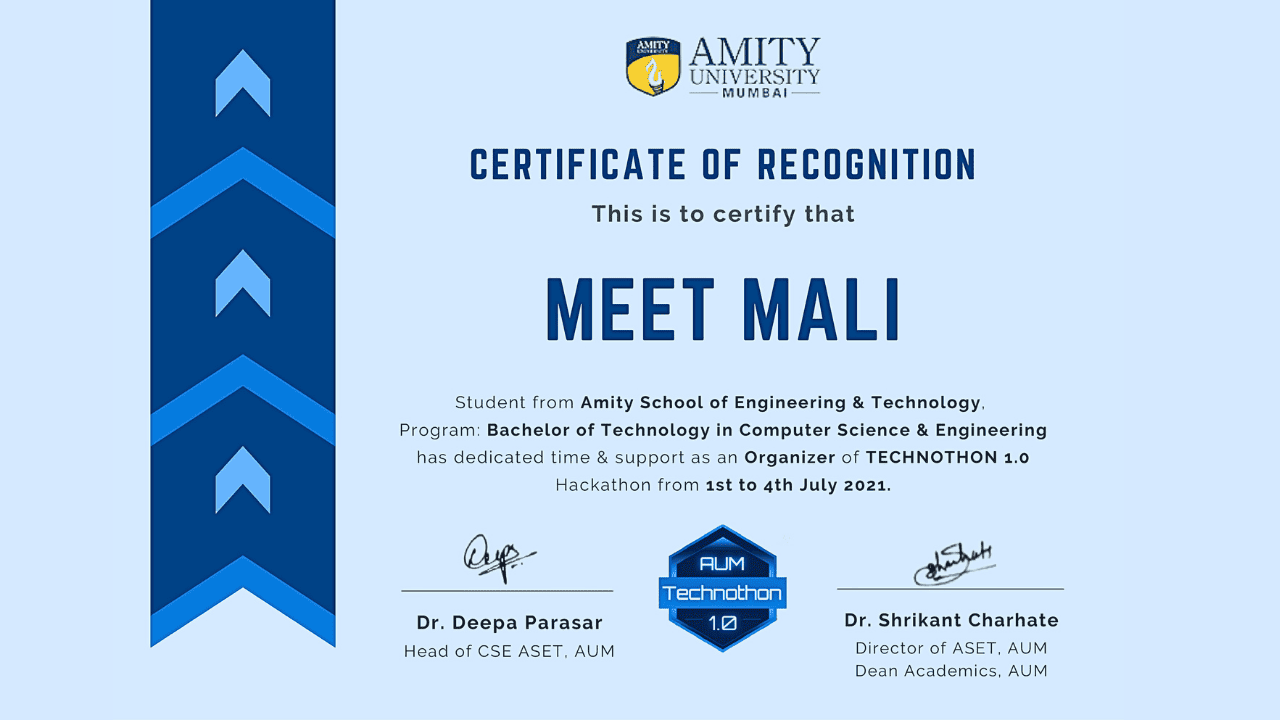 AMITY
UNIVERSITY
AMITY
UNIVERSITY
MUMBAI
CERTIFICATE OF RECOGNITION
This is to certify that
MEET MALI
Student from Amity School of Engineering & Technology,
Program: Bachelor of Technology in Computer Science & Engineering
has dedicated time & support as an Organizer of TECHNOTHON 1.0
Hackathon from 1st to 4th July 2021.
Deepa
AUM
Technothon
1.0
Dr. Deepa Parasar
Head of CSE ASET, AUM
Dr. Shrikant Charhate
Director of ASET, AUM
Dean Academics, AUM